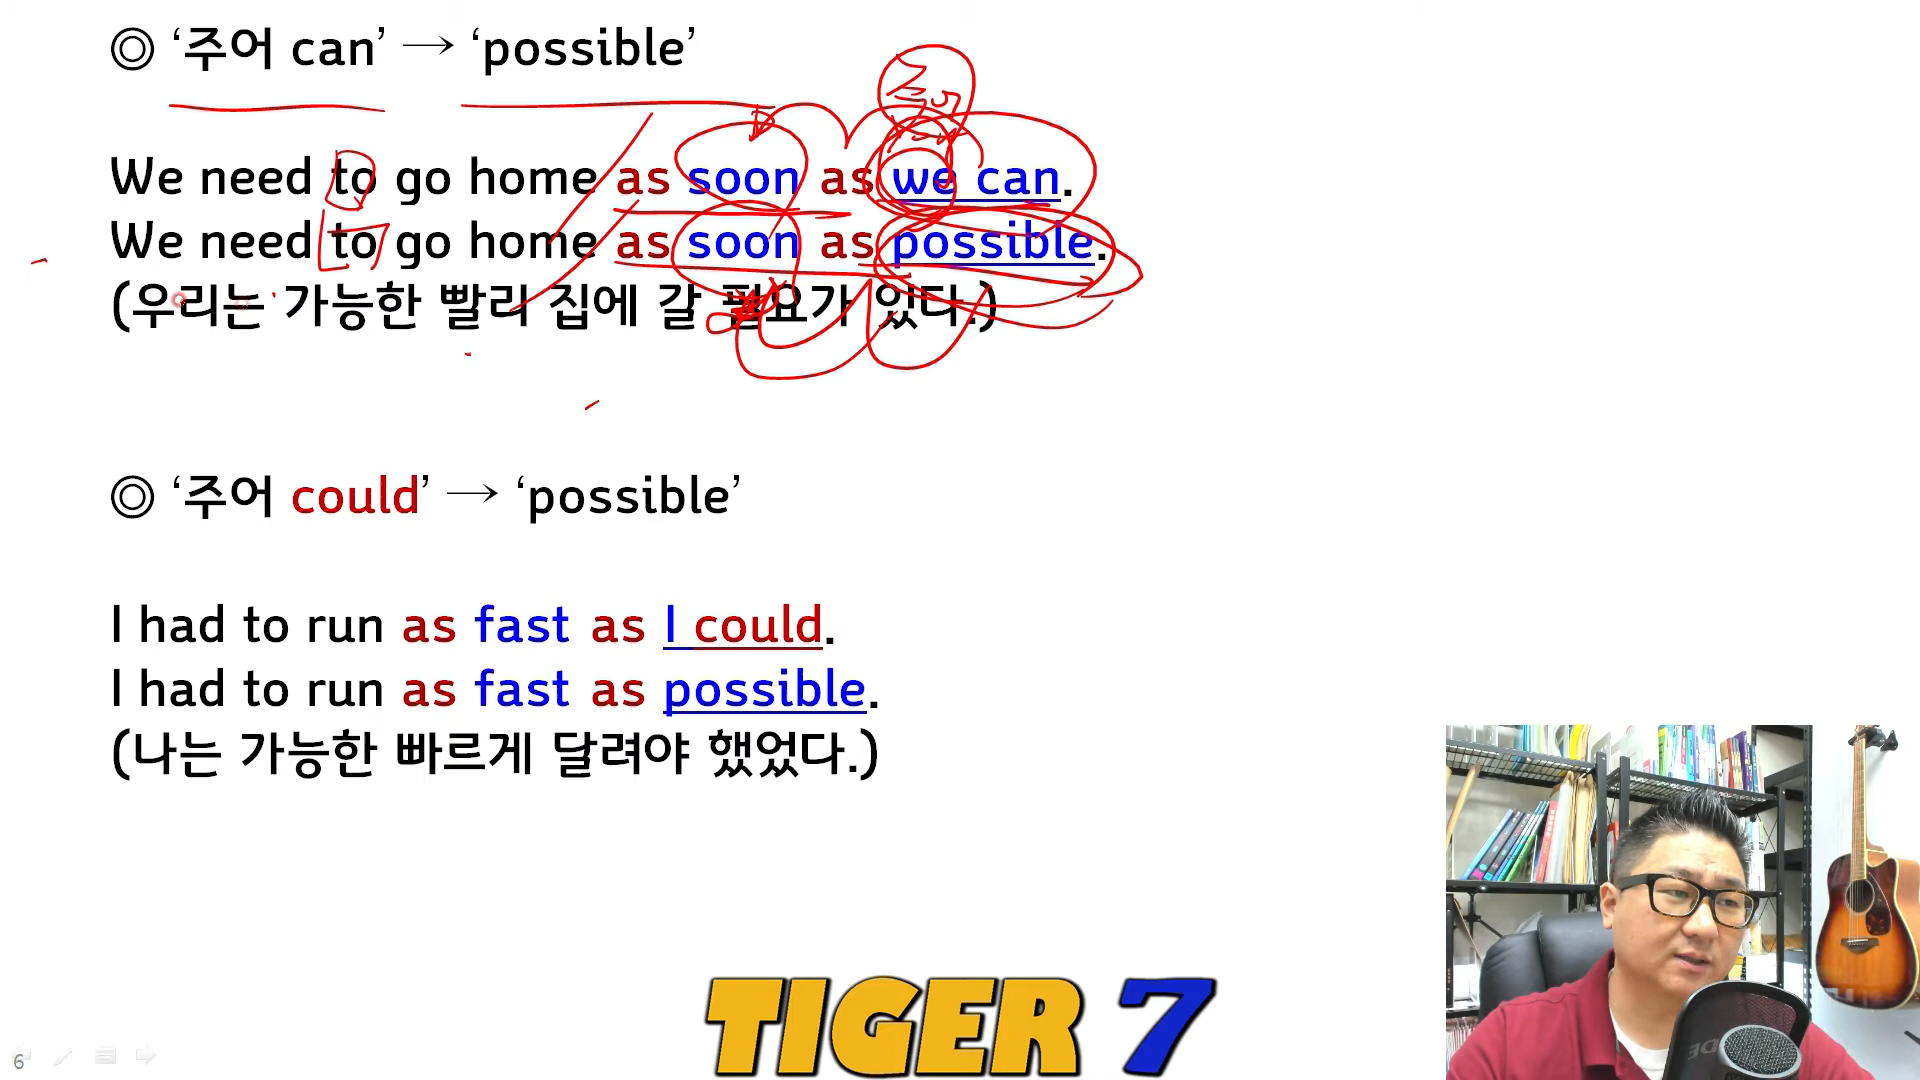 ◎ ‘주어 can’ → ‘possible’
We need to go home as soon as we can.
We need to go home as soon as possible.
(우리는 가능한 빨리 집에 갈 필요가 있다.)
◎ ‘주어 could’ → ‘possible’
I had to run as fast as I could.
I had to run as fast as possible.
(나는 가능한 빠르게 달려야 했었다.)
TIGER 7
6